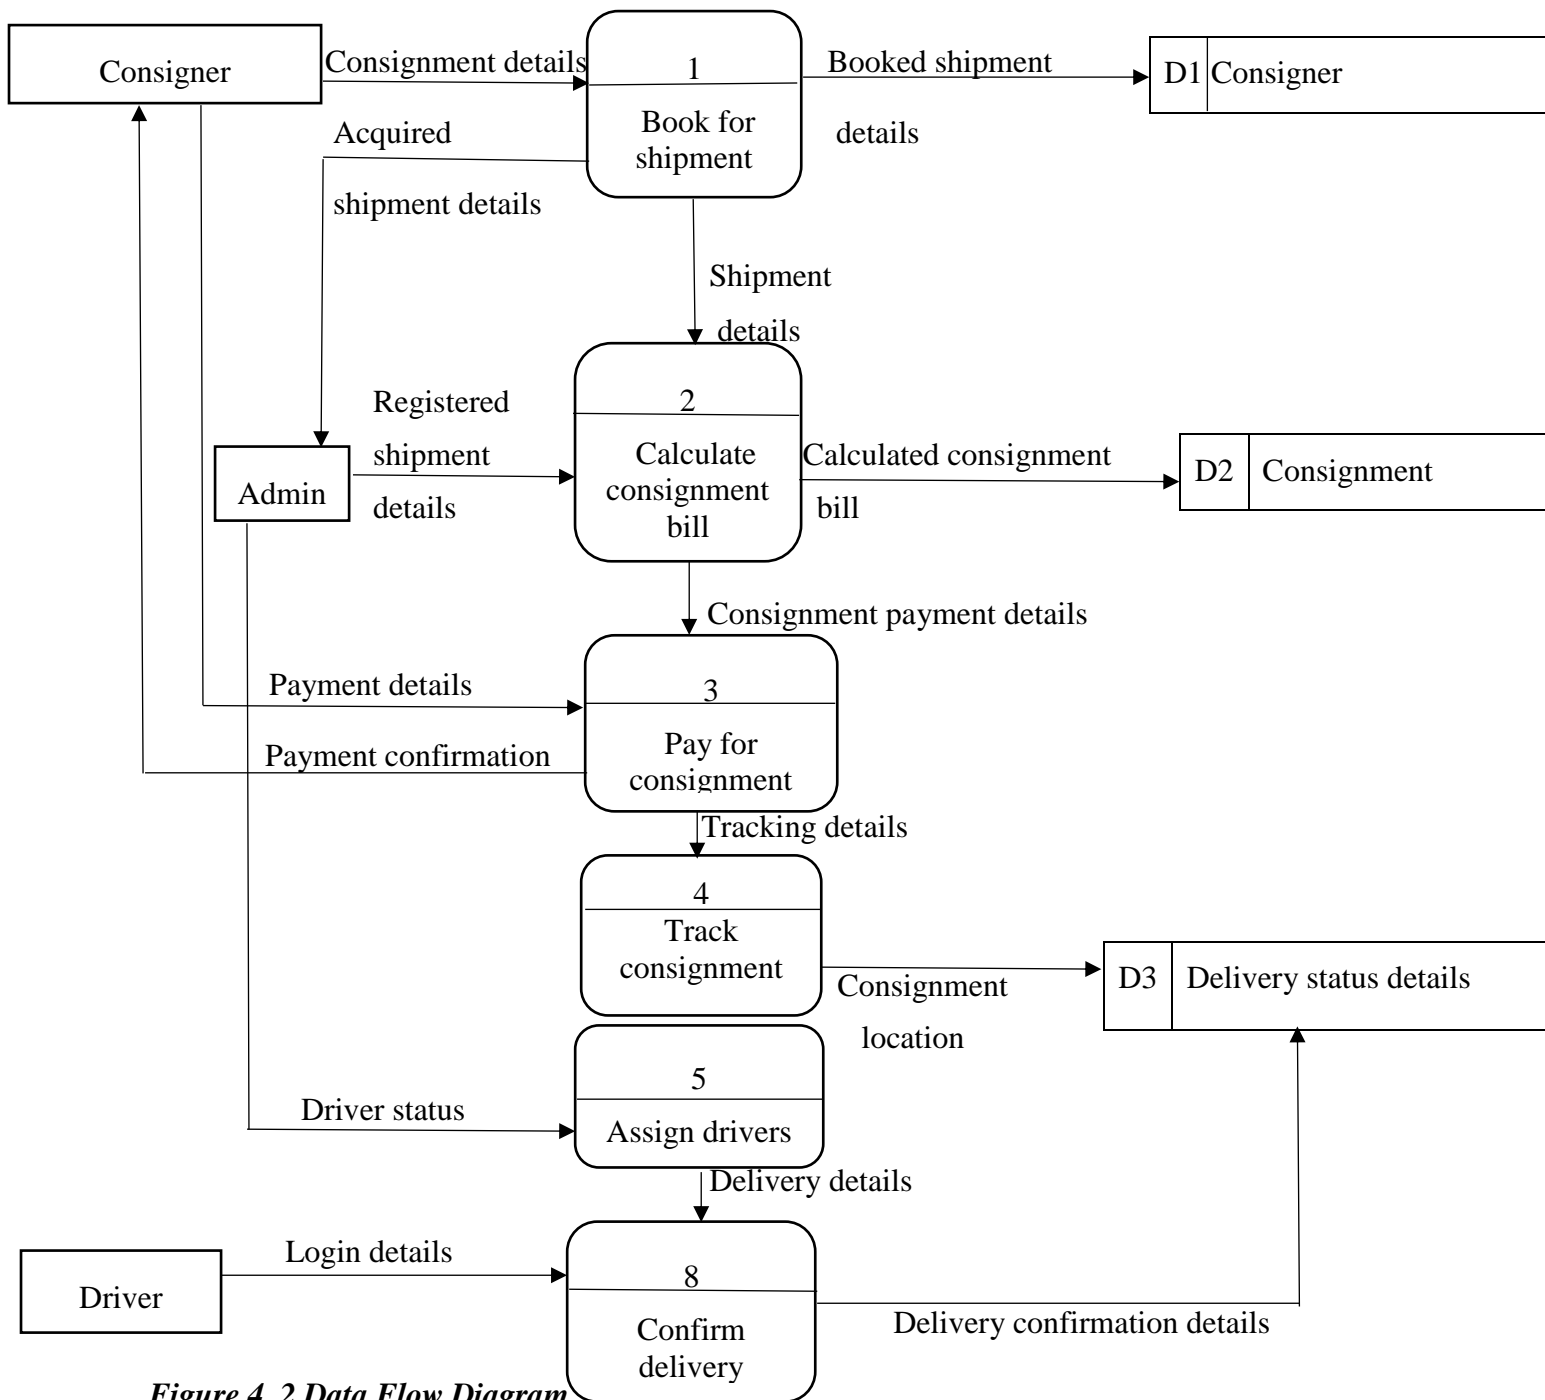 Consigner
Consignment details
1
Book for
shipment
Booked shipment
details
D1 Consigner
Acquired
shipment details
Shipment
details
Registered
shipment
details
Admin
2
Calculate
consignment
bill
Calculated consignment
bill
D2 Consignment
Consignment payment details
Payment details
3
Pay for
consignment
Payment confirmation
Tracking details
4
Track
consignment
Consignment
location
D3 Delivery status details
5
Assign drivers
Driver status
Delivery details
Login details
Driver
8
Confirm
delivery
Delivery confirmation details
Figure 4. 2 Data Flow Diagram